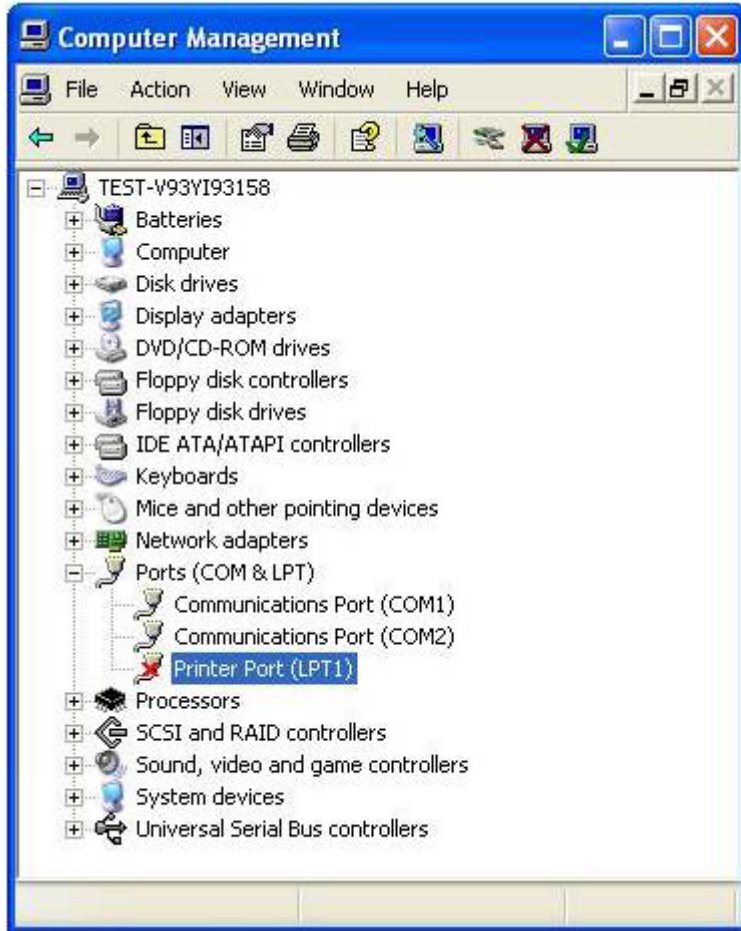 Computer Management
File Action View Window Help
TEST-V93YI93158
Batteries
Computer
Disk drives
Display adapters
DVD/CD-ROM drives
Floppy disk controllers
Floppy disk drives
IDE ATA/ATAPI controllers
Keyboards
Mice and other pointing devices
Network adapters
Ports (COM & LPT)
Communications Port (COM1)
Communications Port (COM2)
Printer Port (LPT1)
Processors
SCSI and RAID controllers
Sound, video and game controllers
System devices
Universal Serial Bus controllers